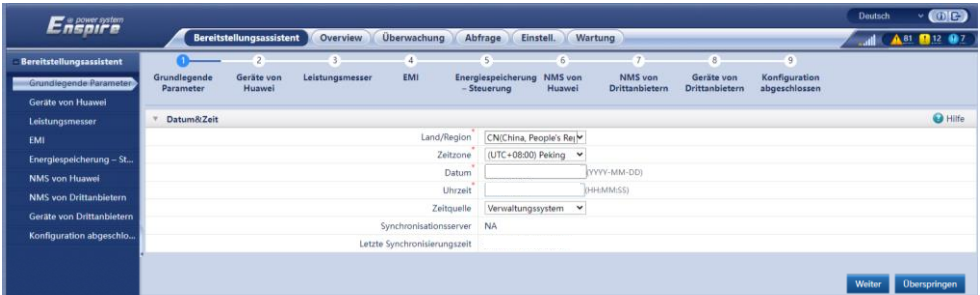 e power system
Enspire
Deutsch
Bereitstellungsassistent Overview Überwachung Abfrage Einstell. Wartung
81 12 7
Bereitstellungsassistent
Grundlegende Parameter
Geräte von Huawei
Leistungsmesser
EMI
Energiespeicherung – St...
NMS von Huawei
NMS von Drittanbietern
Geräte von Drittanbietern
Konfiguration abgeschlo...
1 2 3 4 5 6 7 8 9
Grundlegende Parameter
Geräte von Huawei
Leistungsmesser
EMI
Energiespeicherung – Steuerung
NMS von Huawei
NMS von Drittanbietern
Geräte von Drittanbietern
Konfiguration abgeschlossen
Datum&Zeit
Hilfe
Land/Region * CN(China, People's Rep
Zeitzone * (UTC+08:00) Peking
Datum * (YYYY-MM-DD)
Uhrzeit * (HH:MM:SS)
Zeitquelle Verwaltungssystem
Synchronisationsserver NA
Letzte Synchronisierungszeit
Weiter Überspringen